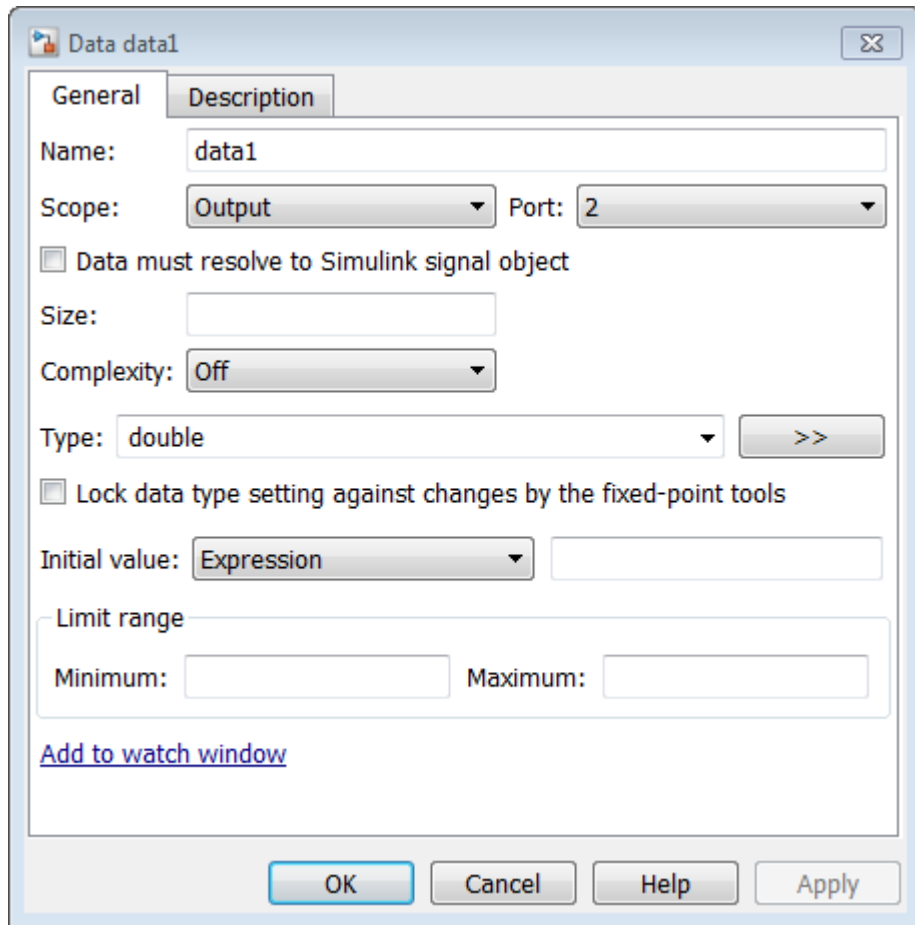 Data data1
General Description
Name: data1
Scope: Output Port: 2
Data must resolve to Simulink signal object
Size:
Complexity: Off
Type: double >>
Lock data type setting against changes by the fixed-point tools
Initial value: Expression
Limit range
Minimum: Maximum:
Add to watch window
OK Cancel Help Apply